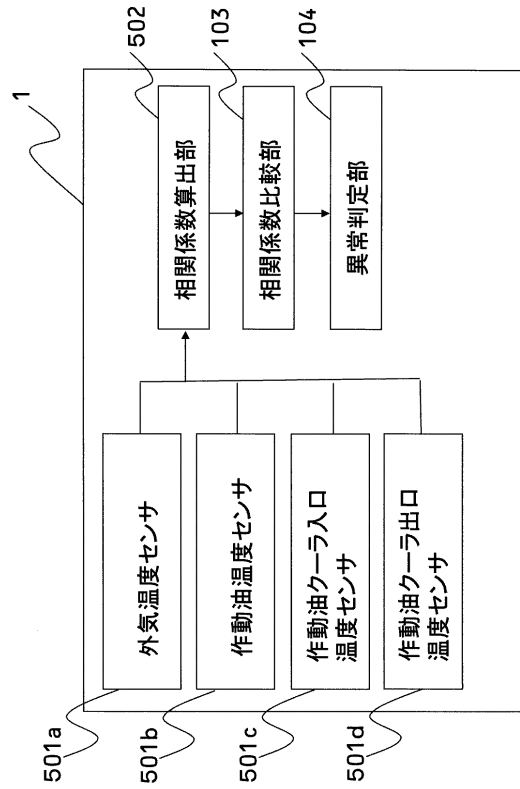 1
501a
外気温度センサ
501b
作動油温度センサ
501c
作動油クーラ入口
温度センサ
501d
作動油クーラ出口
温度センサ
相関係数算出部
502
相関係数比較部
103
異常判定部
104